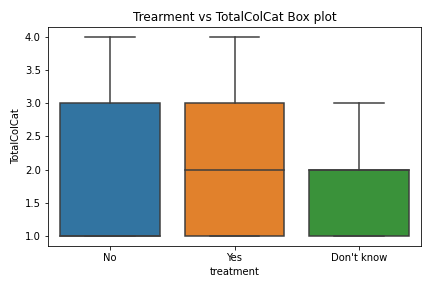 Trearment vs TotalColCat Box plot
4.0
3.5
3.0
2.5
2.0
1.5
1.0
TotalColCat
No Yes Don't know
treatment